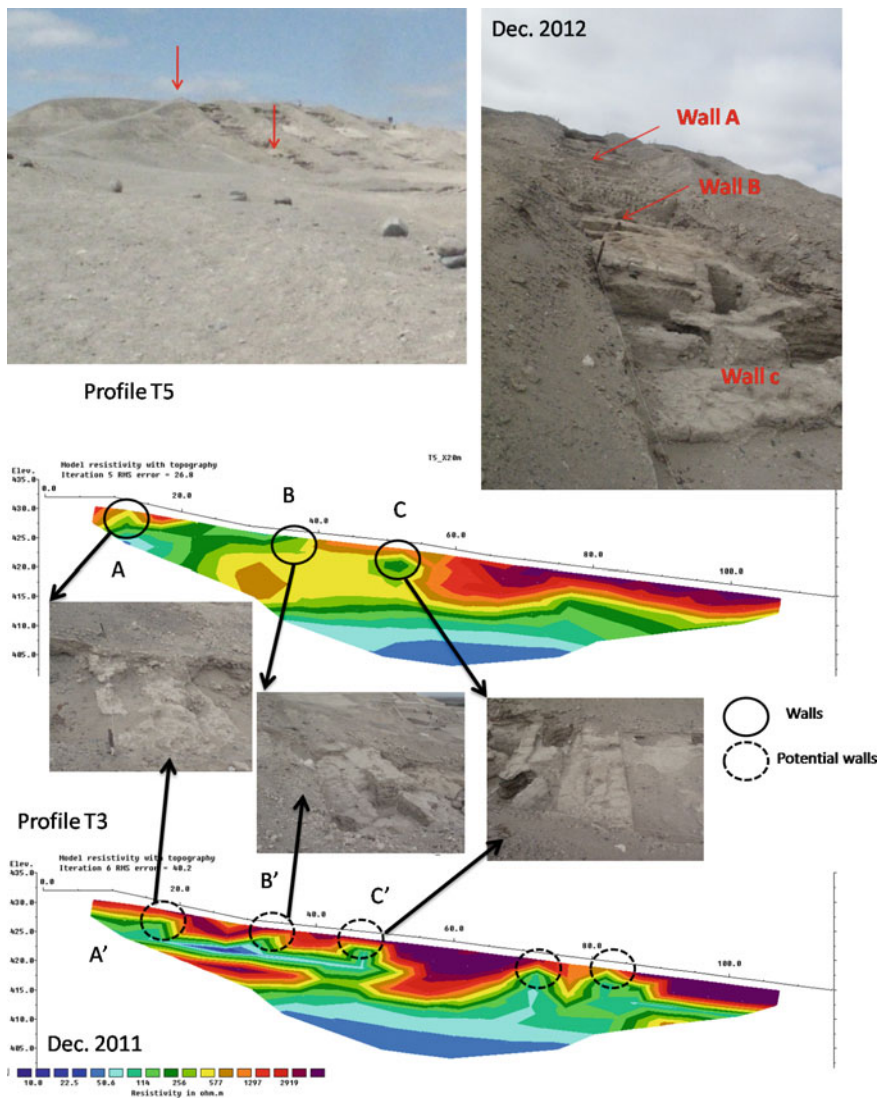 Dec. 2012
Wall A
Wall B
Wall c
Profile T5
Elev.
Model resistivity with topography
Iteration 5 RMS error = 26.8
T5_X20m
435.0
430.0
425.0
420.0
415.0
410.0
405.0
0.0
20.0
40.0
60.0
80.0
100.0
A
B
C
Walls
Potential walls
Profile T3
Elev.
Model resistivity with topography
Iteration 6 RMS error = 40.2
435.0
430.0
425.0
420.0
415.0
410.0
405.0
0.0
20.0
40.0
60.0
80.0
100.0
A’
B’
C’
Dec. 2011
10.0 22.5 50.6 114 256 577 1297 2919
Resistivity in ohm.m